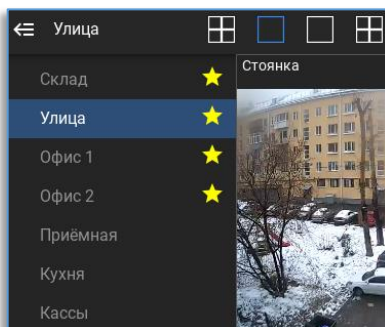 Улица
Стоянка
Склад
Улица
Офис 1
Офис 2
Приёмная
Кухня
Кассы